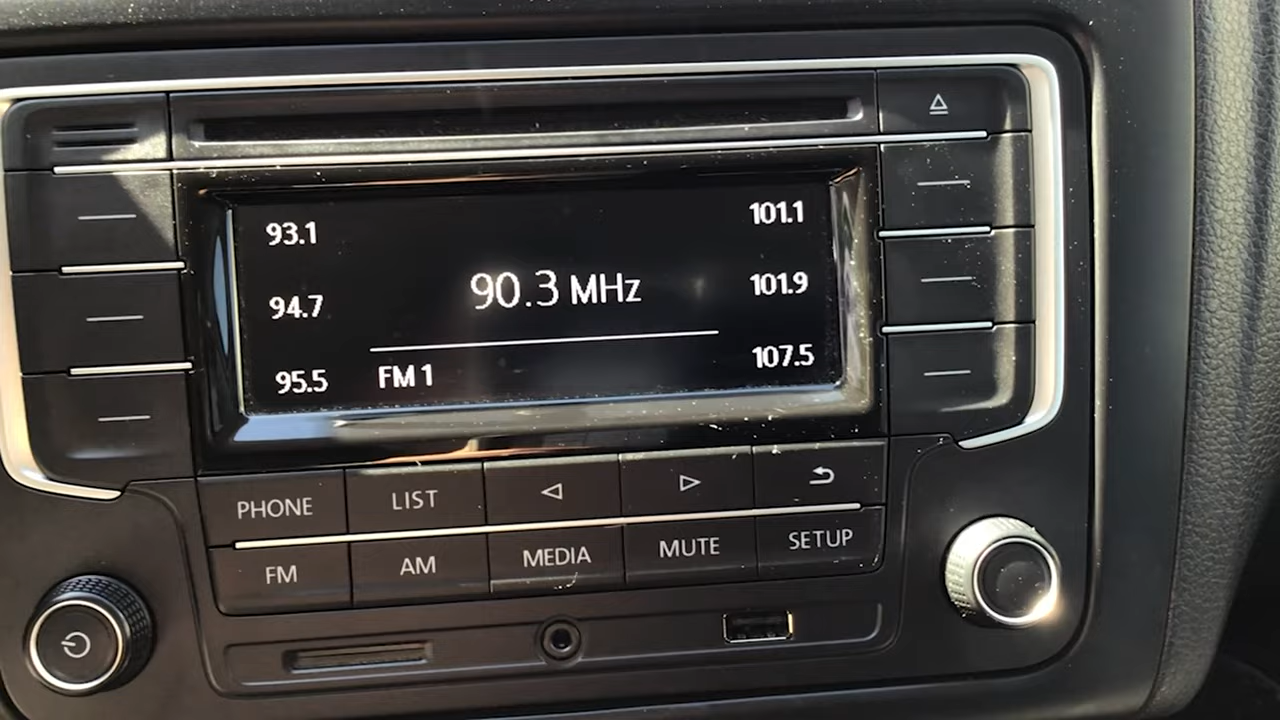 93.1
101.1
90.3 MHz
94.7
101.9
95.5
FM 1
107.5
PHONE
LIST
FM
AM
MEDIA
MUTE
SETUP